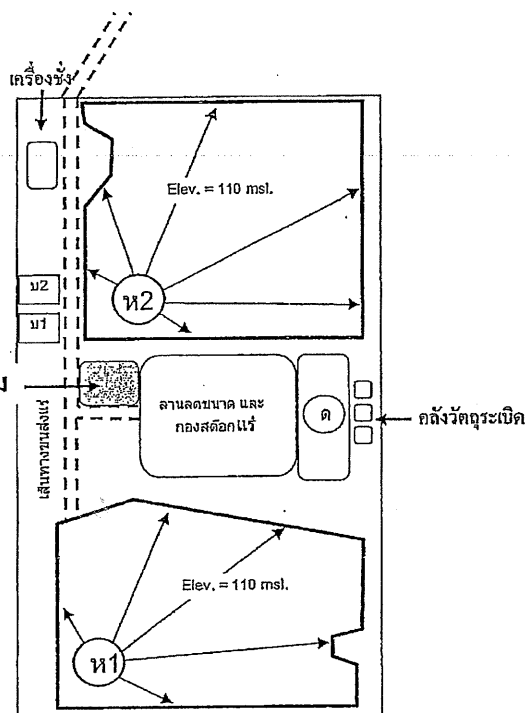 เครื่องชั่ง
Elev. = 110 msl.
ห2
บ2
บ1
ลานลดขนาด และ
กองสต๊อกแร่
ด
คลังวัตถุระเบิด
เส้นทางขนส่งแร่
Elev. = 110 msl.
ห1